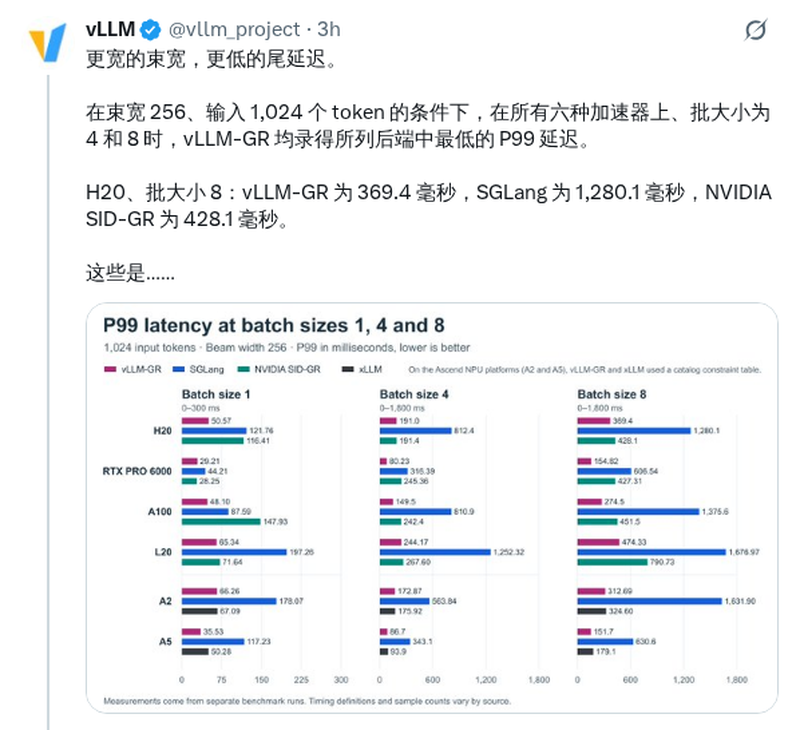 vLLM @vllm_project · 3h
更宽的束宽，更低的尾延迟。
在束宽 256、输入 1,024 个 token 的条件下，在所有六种加速器上、批大小为
4 和 8 时，vLLM-GR 均录得所列后端中最低的 P99 延迟。
H20、批大小 8：vLLM-GR 为 369.4 毫秒，SGLang 为 1,280.1 毫秒，NVIDIA
SID-GR 为 428.1 毫秒。
这些是……
P99 latency at batch sizes 1, 4 and 8
1,024 input tokens · Beam width 256 · P99 in milliseconds, lower is better
vLLM-GR SGLang NVIDIA SID-GR xLLM On the Ascend NPU platforms (A2 and A5), vLLM-GR and xLLM used a catalog constraint table.
Batch size 1 Batch size 4 Batch size 8
0–300 ms 0–1,800 ms 0–1,800 ms
50.57 191.0 369.4
H20 121.76 812.4 1,280.1
116.41 191.4 428.1
29.21 80.23 154.82
RTX PRO 6000 44.21 316.39 606.54
28.25 245.36 427.31
48.10 149.5 274.5
A100 87.59 810.9 1,375.6
147.93 242.4 451.5
65.34 244.17 474.33
L20 197.26 1,252.32 1,676.97
71.64 267.60 790.73
66.26 172.87 312.69
A2 178.07 563.84 1,631.90
67.09 175.92 324.60
35.53 86.7 151.7
A5 117.23 343.1 630.6
50.28 93.9 179.1
0 75 150 225 300 0 600 1,200 1,800 0 600 1,200 1,800
Measurements come from separate benchmark runs. Timing definitions and sample counts vary by source.